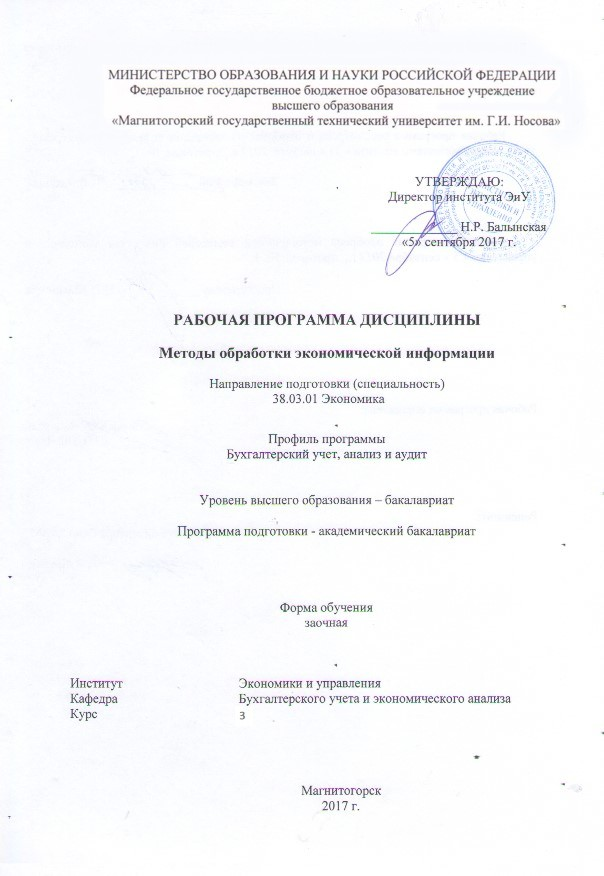 МИНИСТЕРСТВО ОБРАЗОВАНИЯ И НАУКИ РОССИЙСКОЙ ФЕДЕРАЦИИ
Федеральное государственное бюджетное образовательное учреждение
высшего образования
«Магнитогорский государственный технический университет им. Г.И. Носова»
УТВЕРЖДАЮ:
Директор института ЭиУ
Н.Р. Балынская
«5» сентября 2017 г.
РАБОЧАЯ ПРОГРАММА ДИСЦИПЛИНЫ
Методы обработки экономической информации
Направление подготовки (специальность)
38.03.01 Экономика
Профиль программы
Бухгалтерский учет, анализ и аудит
Уровень высшего образования – бакалавриат
Программа подготовки - академический бакалавриат
Форма обучения
заочная
Институт Экономики и управления
Кафедра Бухгалтерского учета и экономического анализа
Курс 3
Магнитогорск
2017 г.